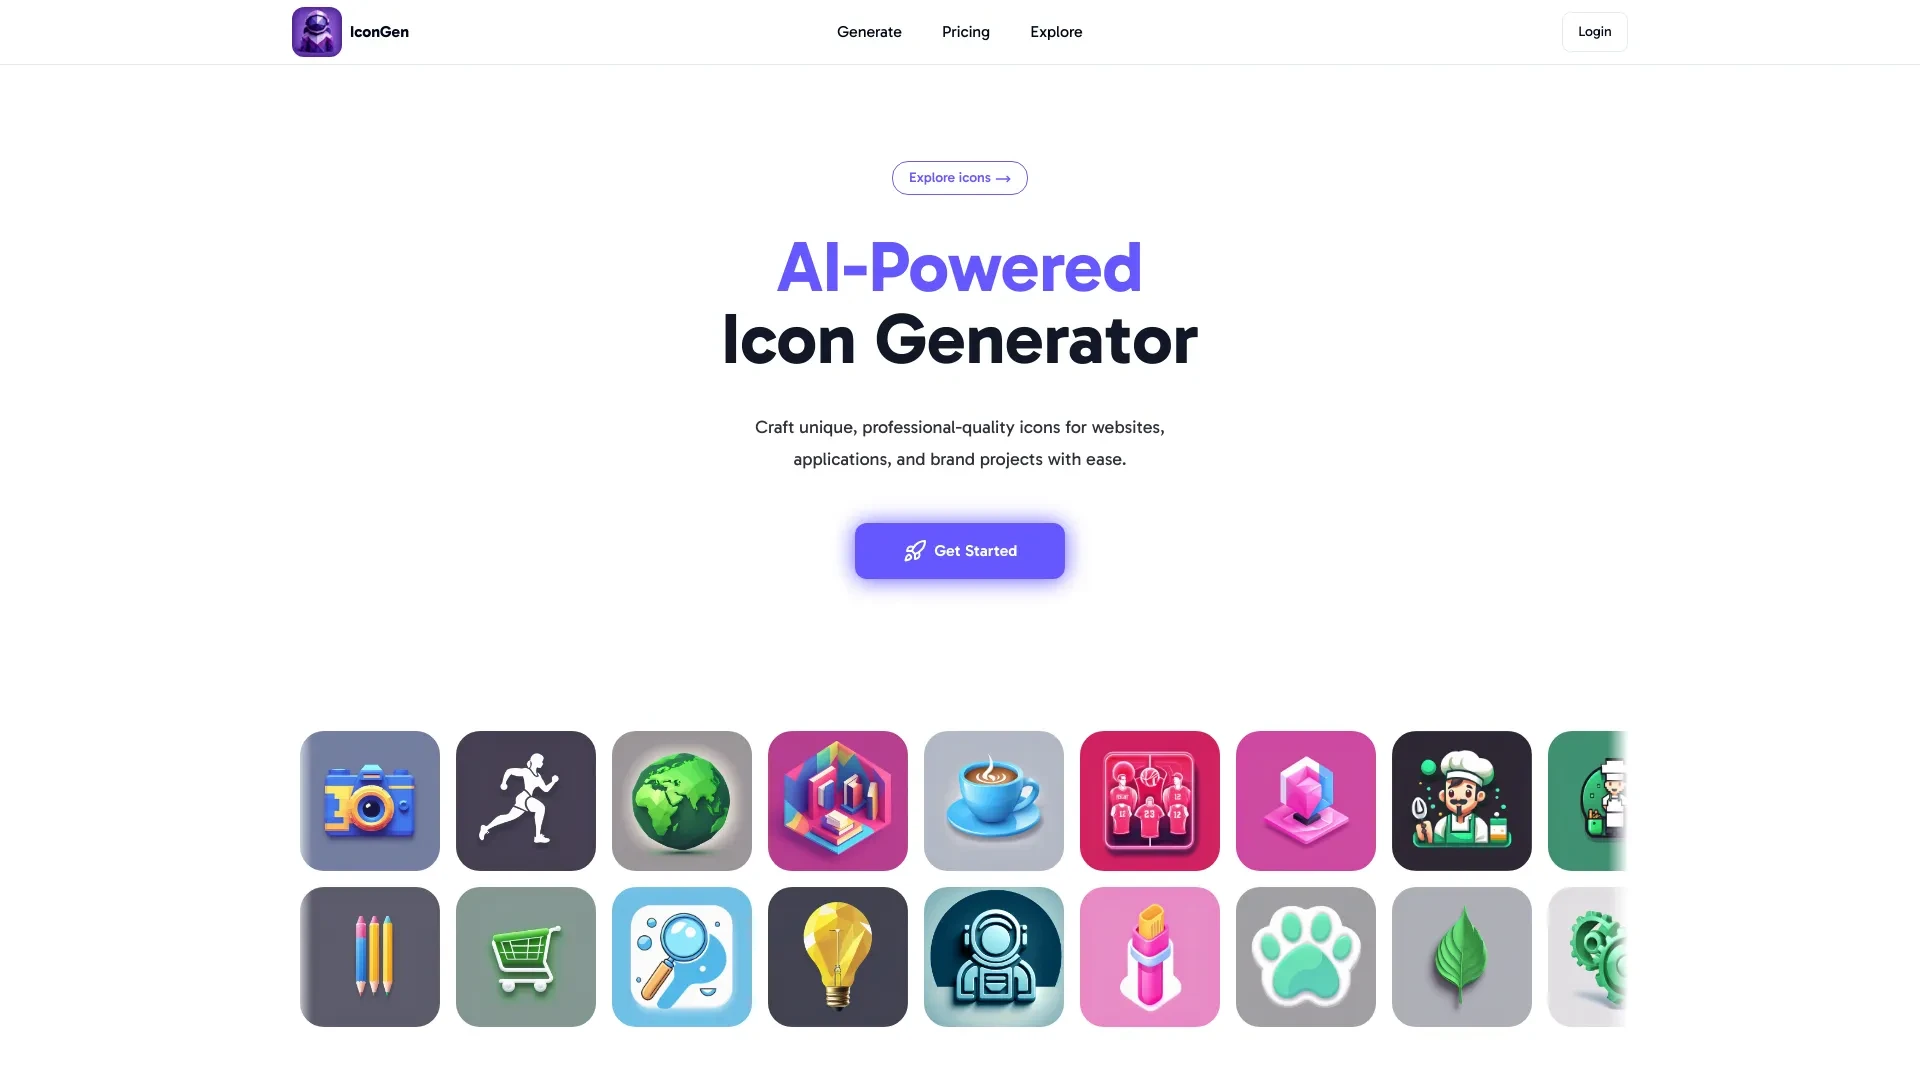 IconGen
Generate
Pricing
Explore
Login
Explore icons →
AI-Powered
Icon Generator
Craft unique, professional-quality icons for websites,
applications, and brand projects with ease.
Get Started
23